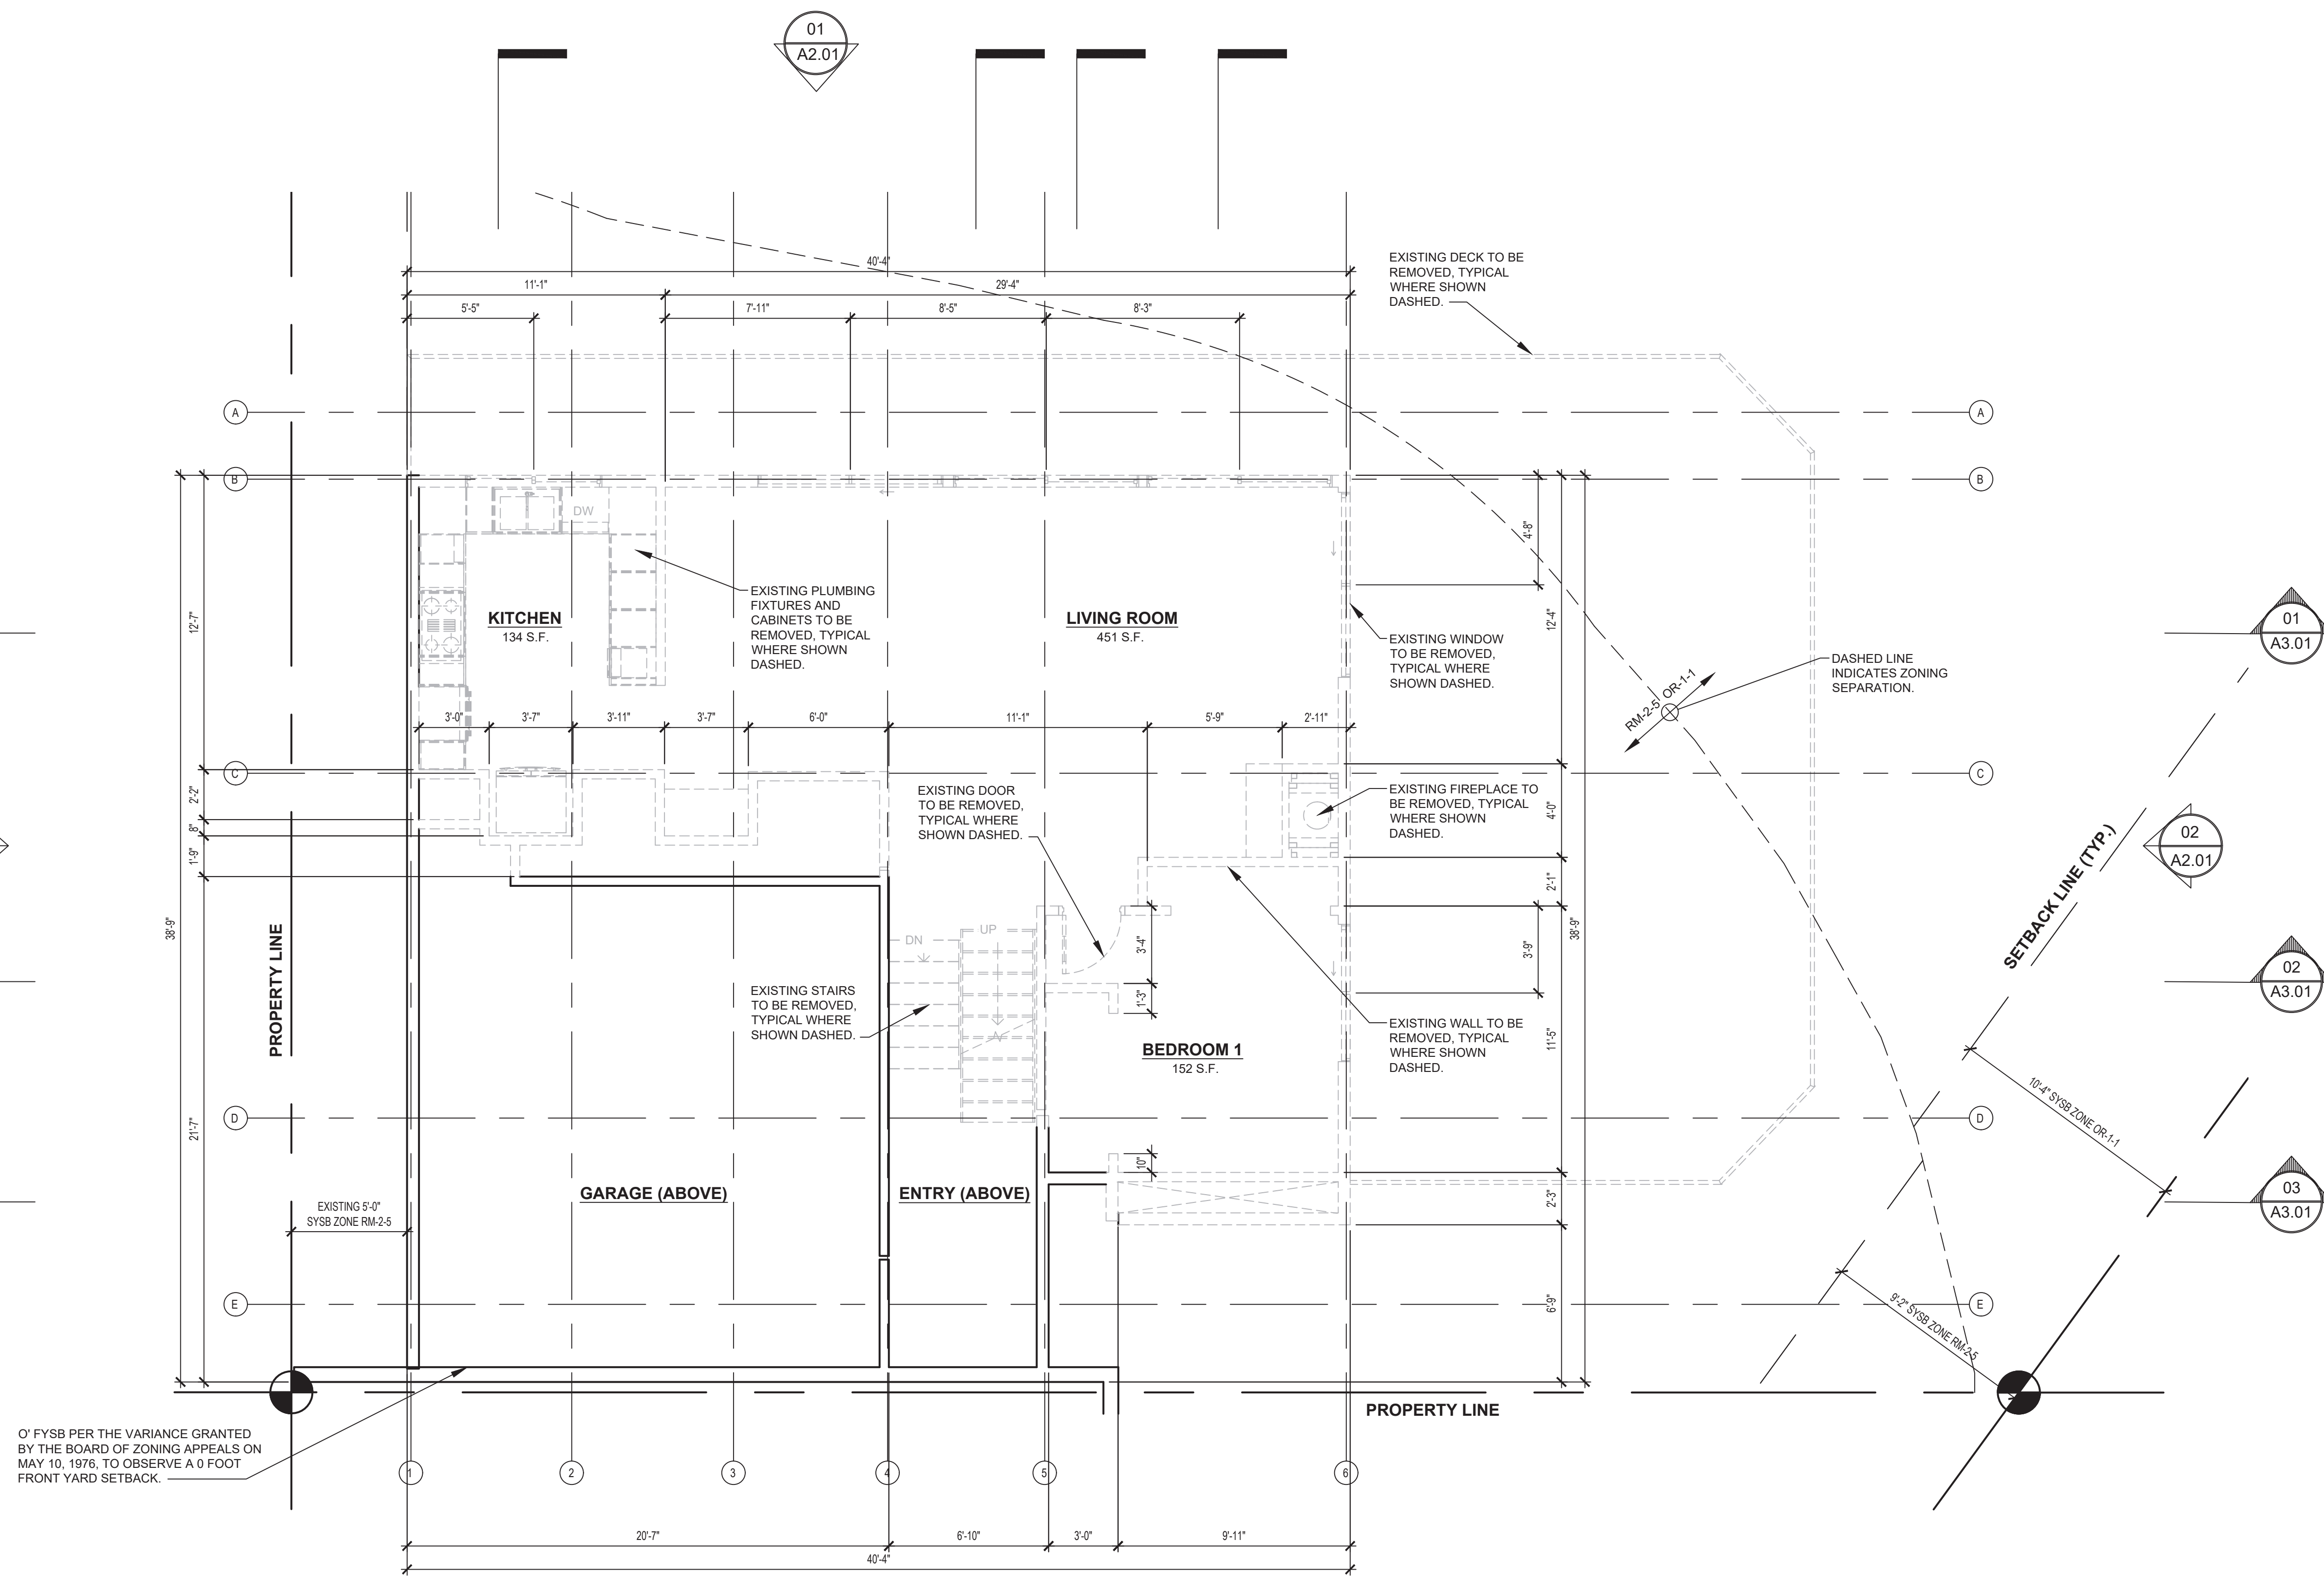 01
A2.01
40'-4"
11'-1"
29'-4"
5'-5"
7'-11"
8'-5"
8'-3"
EXISTING DECK TO BE
REMOVED, TYPICAL
WHERE SHOWN
DASHED.
A
A
B
B
DW
4'-8"
12'-7"
12'-4"
KITCHEN
134 S.F.
EXISTING PLUMBING
FIXTURES AND
CABINETS TO BE
REMOVED, TYPICAL
WHERE SHOWN
DASHED.
LIVING ROOM
451 S.F.
EXISTING WINDOW
TO BE REMOVED,
TYPICAL WHERE
SHOWN DASHED.
DASHED LINE
INDICATES ZONING
SEPARATION.
RM-2-5
OR-1-1
01
A3.01
3'-0"
3'-7"
3'-11"
3'-7"
6'-0"
11'-1"
5'-9"
2'-11"
C
C
2'-2"
8"
1'-9"
EXISTING DOOR
TO BE REMOVED,
TYPICAL WHERE
SHOWN DASHED.
EXISTING FIREPLACE TO
BE REMOVED, TYPICAL
WHERE SHOWN
DASHED.
4'-0"
2'-1"
02
A2.01
SETBACK LINE (TYP.)
38'-9"
PROPERTY LINE
DN
UP
3'-4"
1'-3"
3'-9"
38'-9"
11'-5"
02
A3.01
EXISTING STAIRS
TO BE REMOVED,
TYPICAL WHERE
SHOWN DASHED.
EXISTING WALL TO BE
REMOVED, TYPICAL
WHERE SHOWN
DASHED.
BEDROOM 1
152 S.F.
10'-4" SYSB ZONE OR-1-1
D
D
21'-7"
10"
GARAGE (ABOVE)
ENTRY (ABOVE)
2'-3"
03
A3.01
EXISTING 5'-0"
SYSB ZONE RM-2-5
E
E
6'-9"
9'-2" SYSB ZONE RM-2-5
PROPERTY LINE
O' FYSB PER THE VARIANCE GRANTED
BY THE BOARD OF ZONING APPEALS ON
MAY 10, 1976, TO OBSERVE A 0 FOOT
FRONT YARD SETBACK.
1
2
3
4
5
6
20'-7"
6'-10"
3'-0"
9'-11"
40'-4"